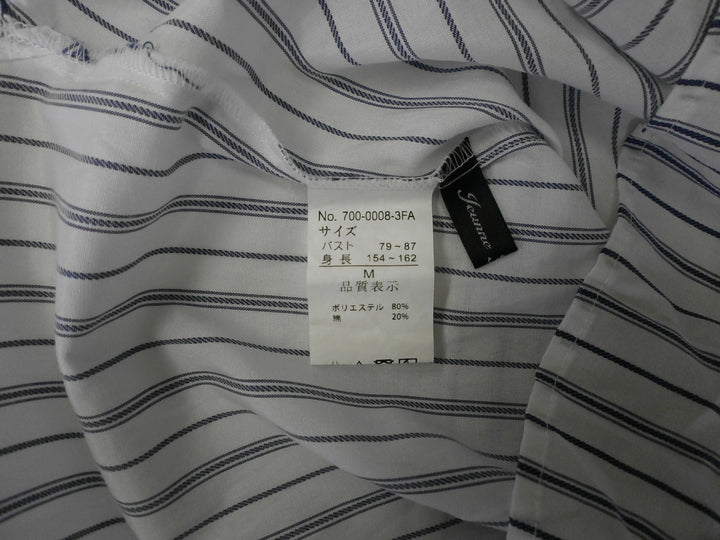 No. 700-0008-3FA
サイズ
バスト 79~87
身長 154~162
M
品質表示
ポリエステル 80%
綿 20%